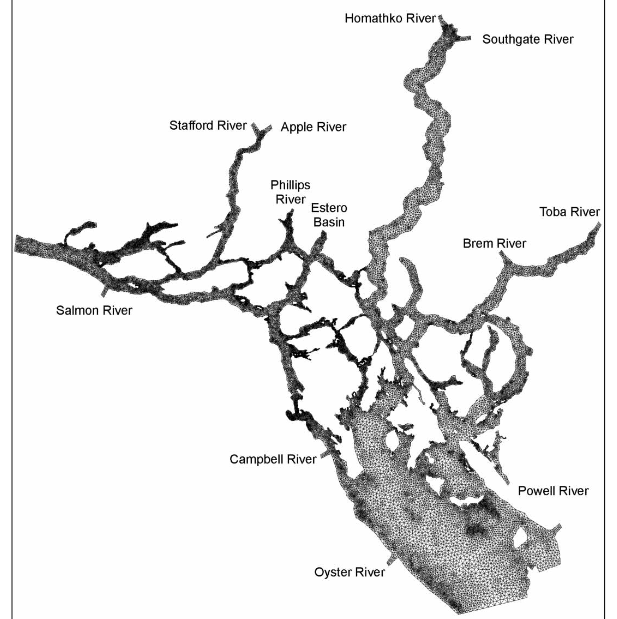 Homathko River
Southgate River
Stafford River
Apple River
Phillips
River
Estero
Basin
Toba River
Brem River
Salmon River
Campbell River
Powell River
Oyster River